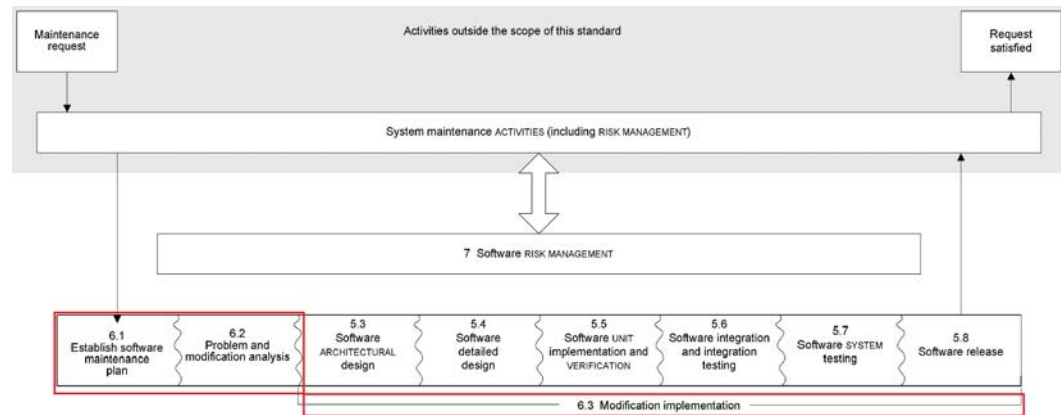 Maintenance
request
Activities outside the scope of this standard
Request
satisfied
System maintenance ACTIVITIES (including RISK MANAGEMENT)
7 Software RISK MANAGEMENT
6.1
Establish software
maintenance
plan
6.2
Problem and
modification analysis
5.3
Software
ARCHITECTURAL
design
5.4
Software
detailed
design
5.5
Software UNIT
implementation and
VERIFICATION
5.6
Software integration
and integration
testing
5.7
Software SYSTEM
testing
5.8
Software release
6.3 Modification implementation